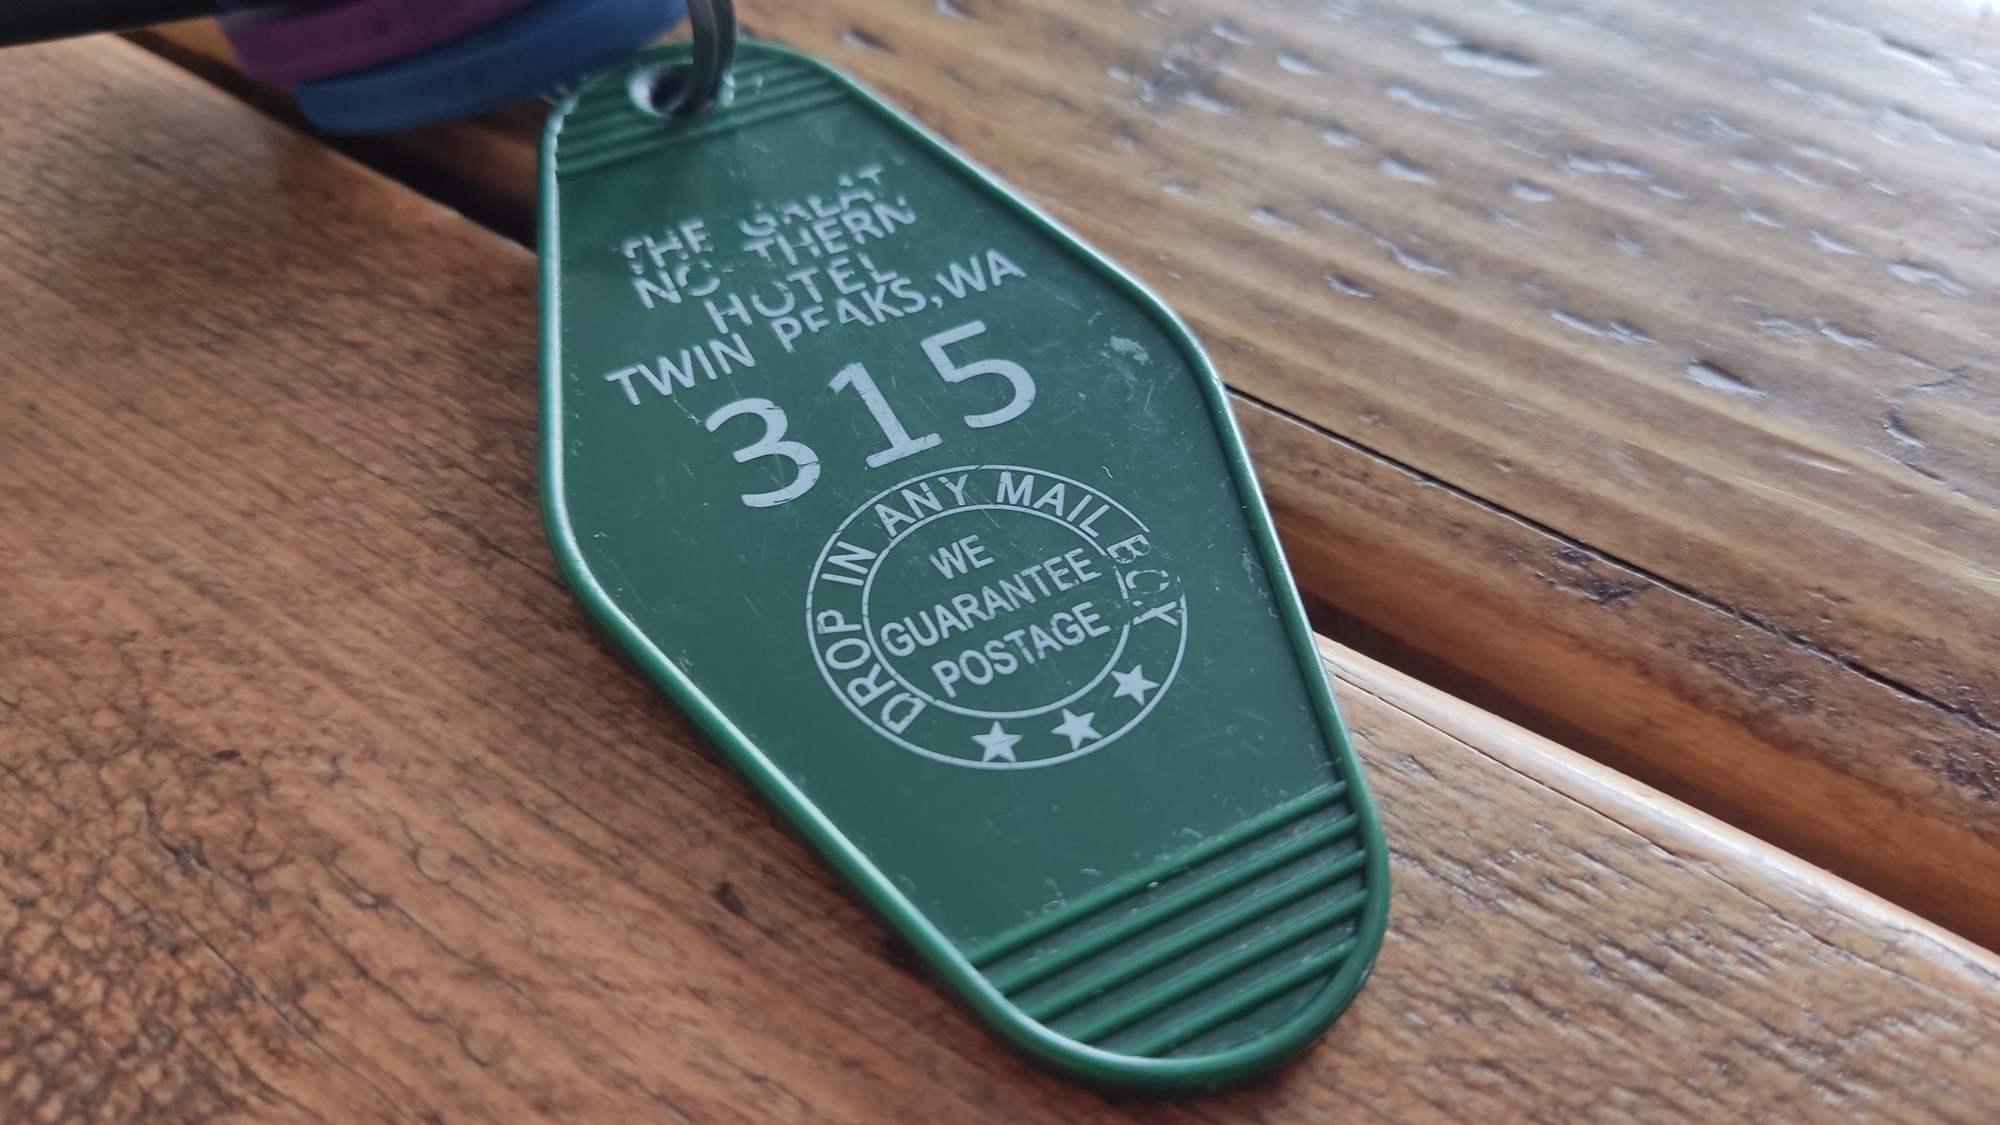 THE GREAT
NORTHERN
HOTEL
TWIN PEAKS, WA
315
DROP IN ANY MAIL BOX
WE
GUARANTEE
POSTAGE